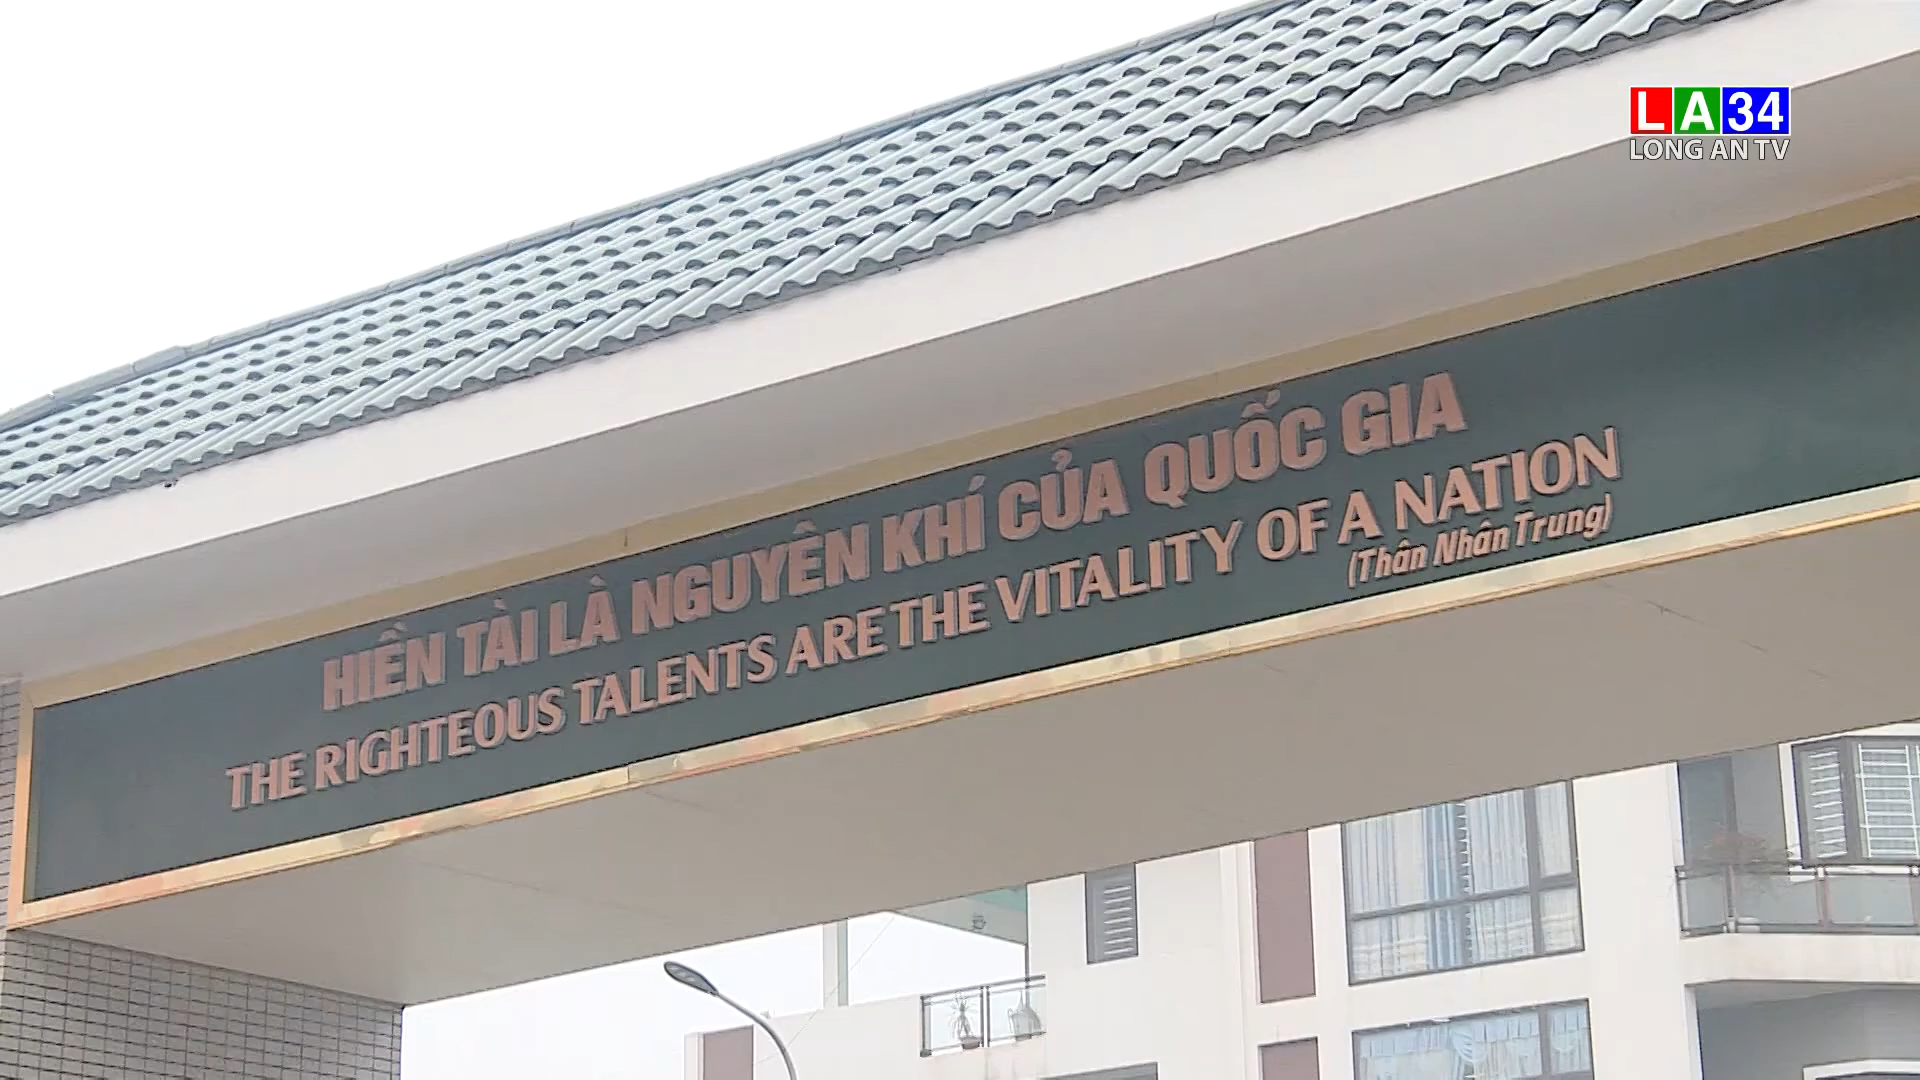 LA34
LONG AN TV
HIỀN TÀI LÀ NGUYÊN KHÍ CỦA QUỐC GIA
THE RIGHTEOUS TALENTS ARE THE VITALITY OF A NATION
(Thân Nhân Trung)